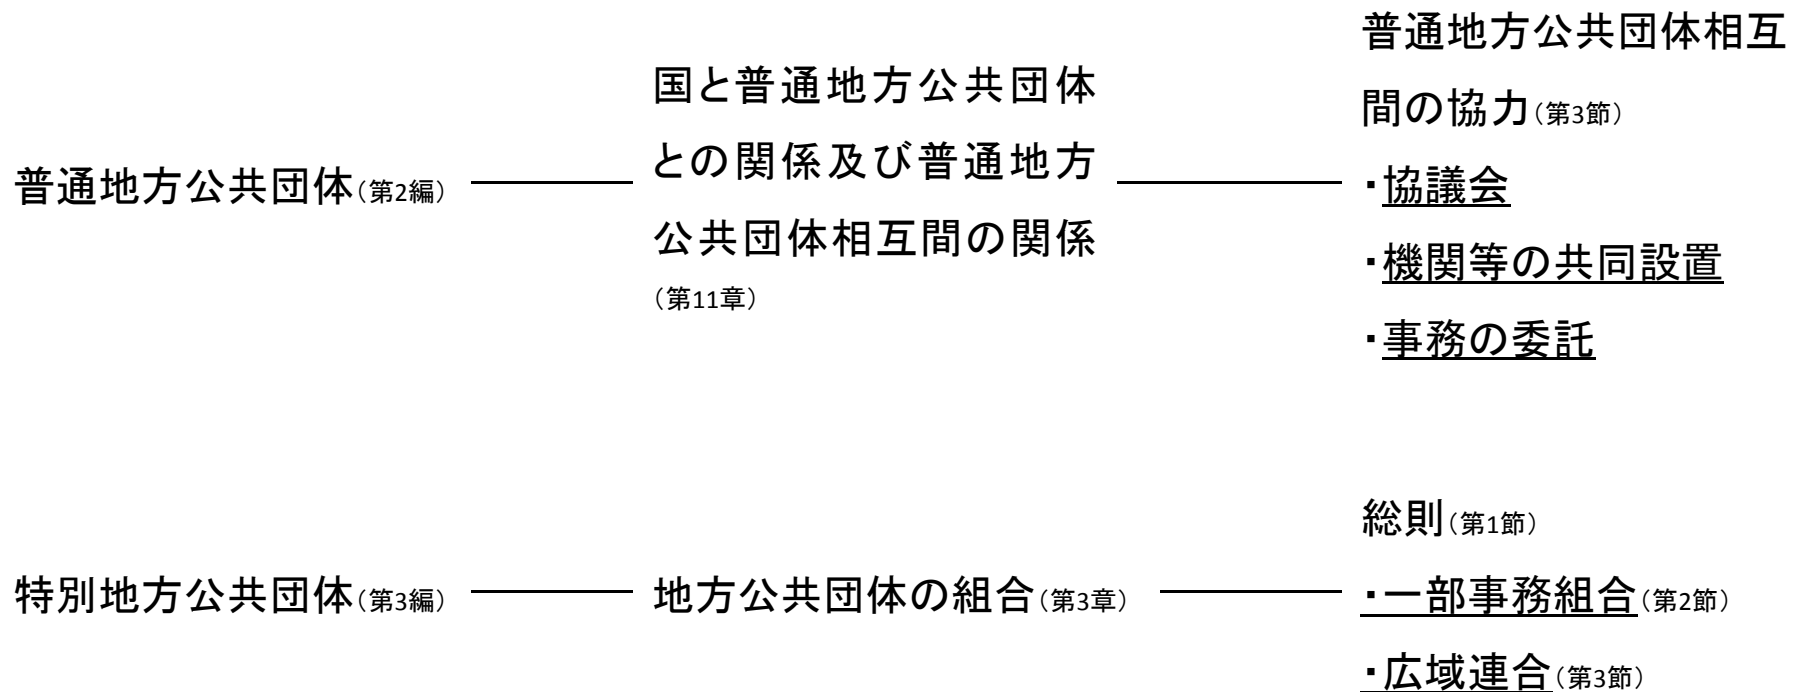 普通地方公共団体(第2編)
国と普通地方公共団体
との関係及び普通地方
公共団体相互間の関係
(第11章)
普通地方公共団体相互
間の協力(第3節)
・協議会
・機関等の共同設置
・事務の委託
特別地方公共団体(第3編)
地方公共団体の組合(第3章)
総則(第1節)
・一部事務組合(第2節)
・広域連合(第3節)